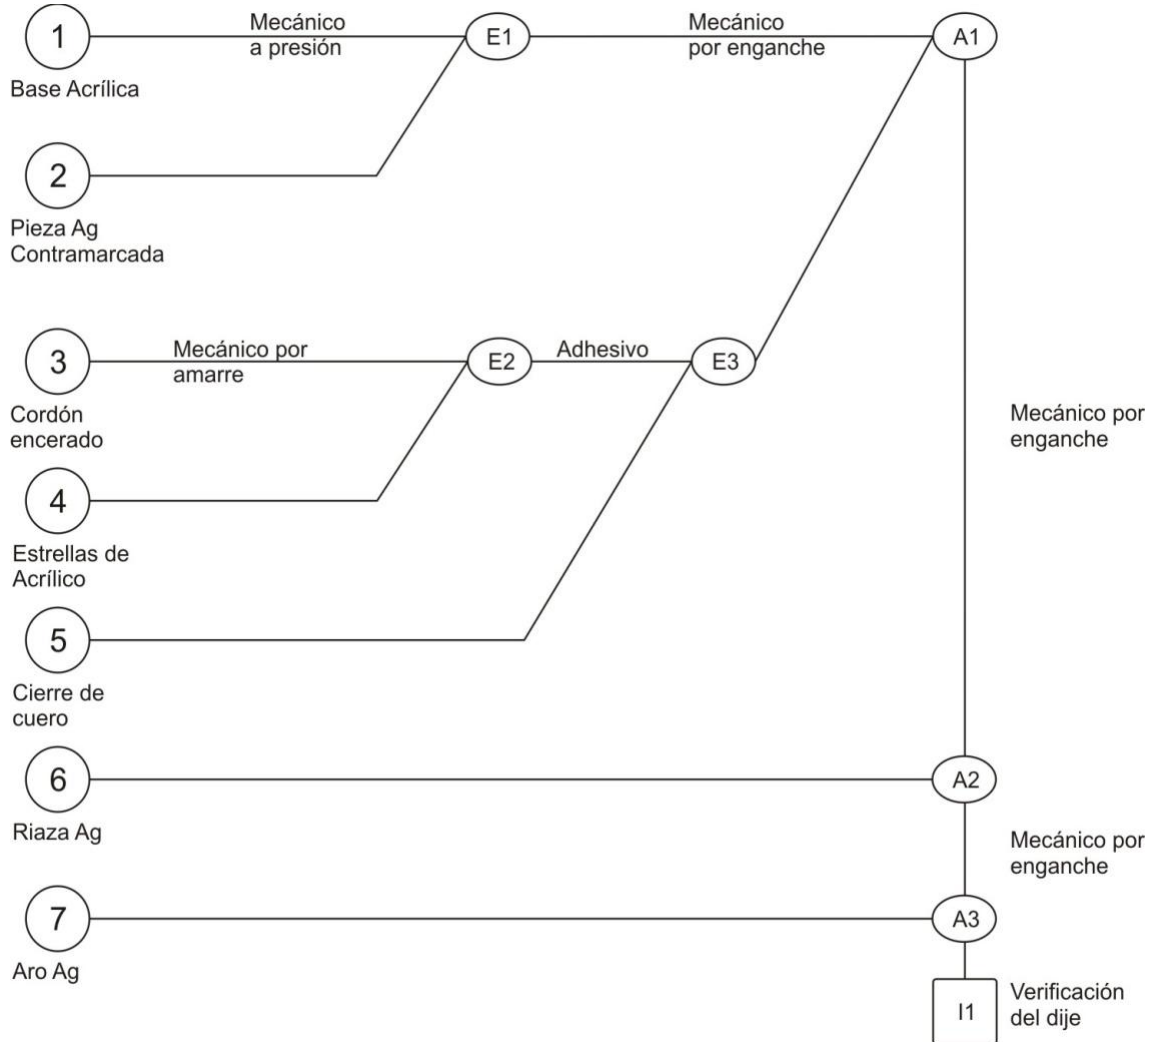 1
Mecánico
a presión
E1
Mecánico
por enganche
A1
Base Acrílica
2
Pieza Ag
Contramarcada
3
Mecánico por
amarre
E2
Adhesivo
E3
Cordón
encerado
Mecánico por
enganche
4
Estrellas de
Acrílico
5
Cierre de
cuero
6
A2
Riaza Ag
Mecánico por
enganche
7
A3
Aro Ag
I1
Verificación
del dije